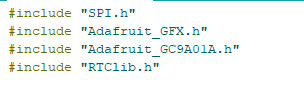 #include "SPI.h"
#include "Adafruit_GFX.h"
#include "Adafruit_GC9A01A.h"
#include "RTClib.h"